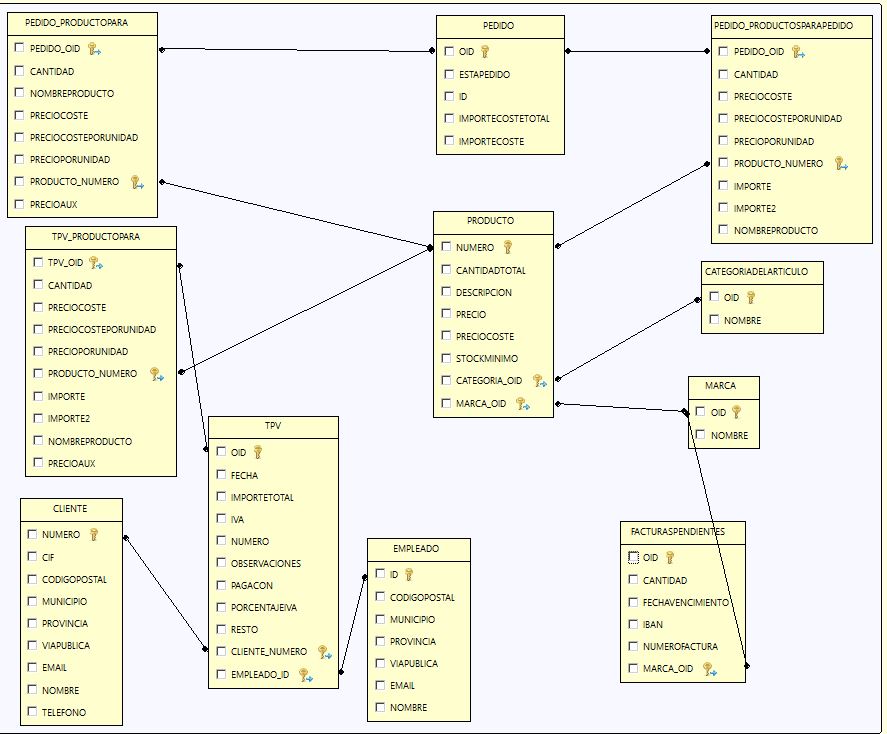 PEDIDO_PRODUCTOPARA
PEDIDO_OID
CANTIDAD
NOMBREPRODUCTO
PRECIOCOSTE
PRECIOCOSTEPORUNIDAD
PRECIOPORUNIDAD
PRODUCTO_NUMERO
PRECIOAUX
PEDIDO
OID
ESTAPEDIDO
ID
IMPORTECOSTETOTAL
IMPORTECOSTE
PEDIDO_PRODUCTOSPARAPEDIDO
PEDIDO_OID
CANTIDAD
PRECIOCOSTE
PRECIOCOSTEPORUNIDAD
PRECIOPORUNIDAD
PRODUCTO_NUMERO
IMPORTE
IMPORTE2
NOMBREPRODUCTO
TPV_PRODUCTOPARA
TPV_OID
CANTIDAD
PRECIOCOSTE
PRECIOCOSTEPORUNIDAD
PRECIOPORUNIDAD
PRODUCTO_NUMERO
IMPORTE
IMPORTE2
NOMBREPRODUCTO
PRECIOAUX
PRODUCTO
NUMERO
CANTIDADTOTAL
DESCRIPCION
PRECIO
PRECIOCOSTE
STOCKMINIMO
CATEGORIA_OID
MARCA_OID
CATEGORIADELARTICULO
OID
NOMBRE
MARCA
OID
NOMBRE
TPV
OID
FECHA
IMPORTETOTAL
IVA
NUMERO
OBSERVACIONES
PAGACON
PORCENTAJEIVA
RESTO
CLIENTE_NUMERO
EMPLEADO_ID
CLIENTE
NUMERO
CIF
CODIGOPOSTAL
MUNICIPIO
PROVINCIA
VIAPUBLICA
EMAIL
NOMBRE
TELEFONO
EMPLEADO
ID
CODIGOPOSTAL
MUNICIPIO
PROVINCIA
VIAPUBLICA
EMAIL
NOMBRE
FACTURASPENDIENTES
OID
CANTIDAD
FECHAVENCIMIENTO
IBAN
NUMEROFACTURA
MARCA_OID